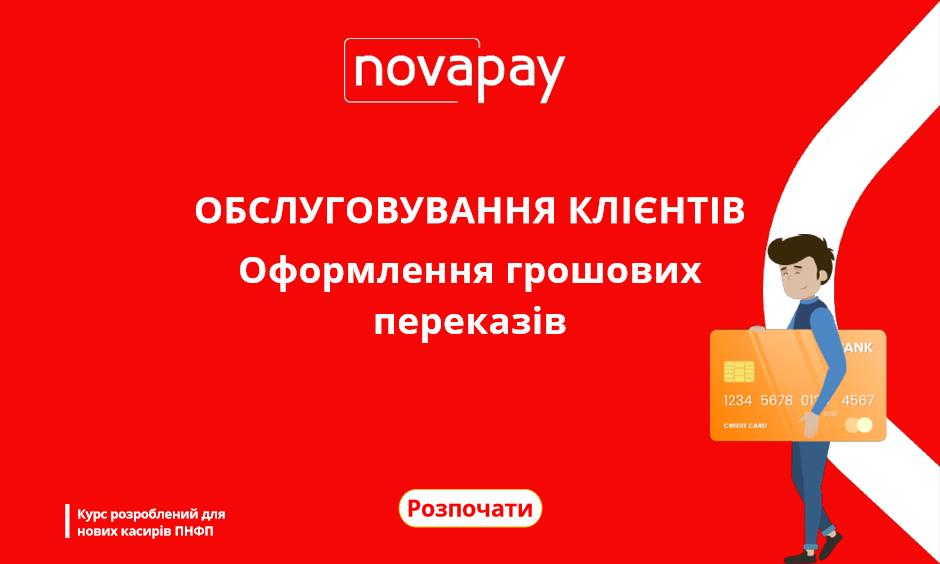 novapay
ОБСЛУГОВУВАННЯ КЛІЄНТІВ
Оформлення грошових
переказів
ANK
1234 5678 01 4567
CREDIT CARD
Розпочати
Курс розроблений для
нових касирів ПНФП